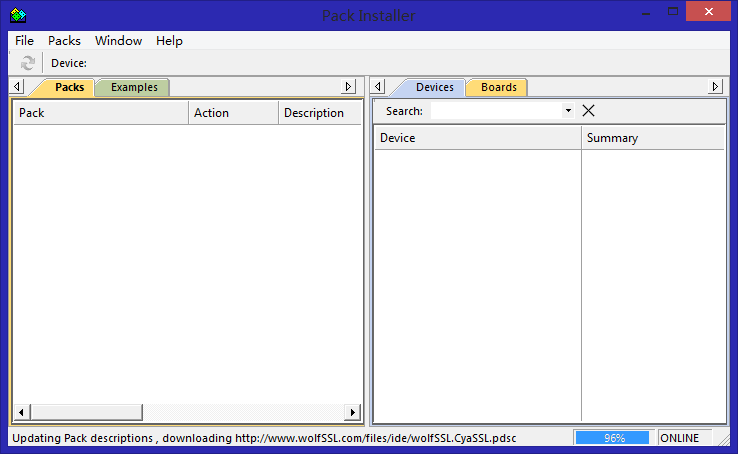 Pack Installer
File Packs Window Help
Device:
Packs Examples
Devices Boards
Search:
Pack Action Description
Device Summary
Updating Pack descriptions , downloading http://www.wolfSSL.com/files/ide/wolfSSL.CyaSSL.pdsc
96%
ONLINE